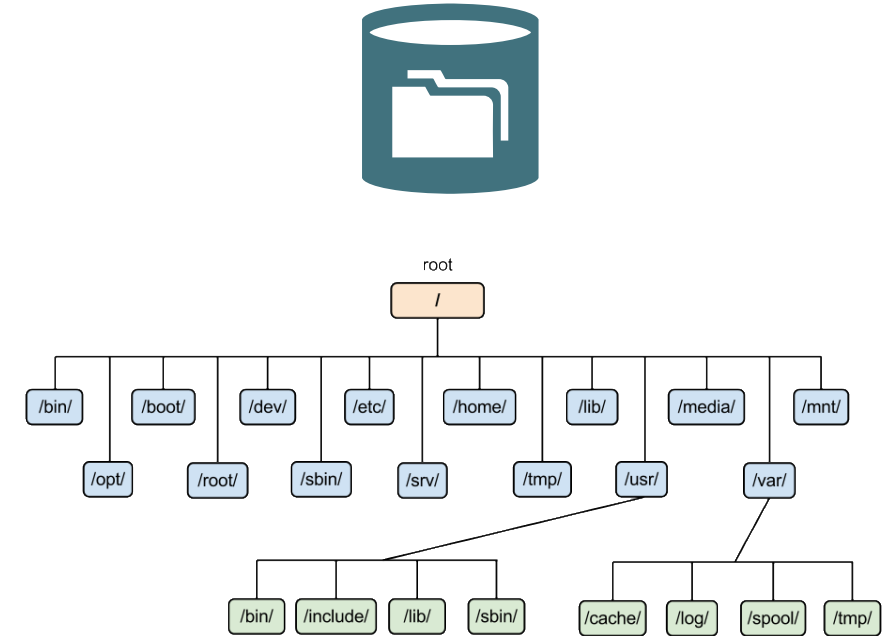 root
/
/bin/
/boot/
/dev/
/etc/
/home/
/lib/
/media/
/mnt/
/opt/
/root/
/sbin/
/srv/
/tmp/
/usr/
/var/
/bin/
/include/
/lib/
/sbin/
/cache/
/log/
/spool/
/tmp/